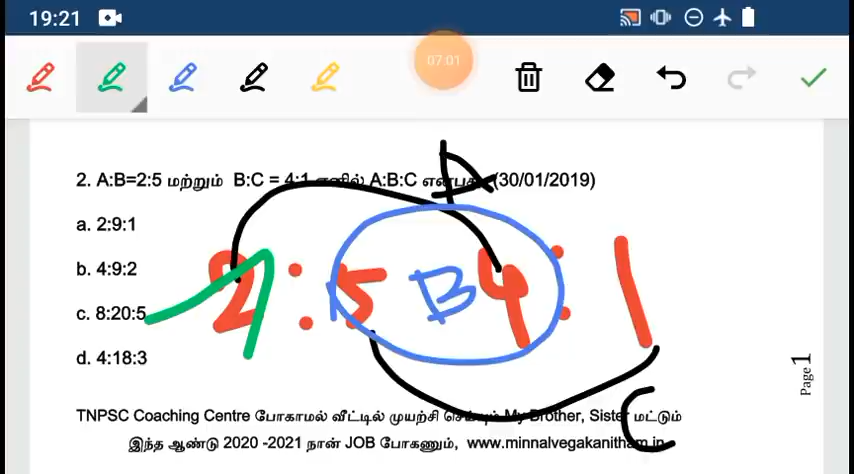 19:21
07:01
A
2. A:B=2:5 மற்றும் B:C = 4:1 எனில் A:B:C என்பது (30/01/2019)
a. 2:9:1
b. 4:9:2
c. 8:20:5
d. 4:18:3
2 : 5 B 4 : 1
C
TNPSC Coaching Centre போகாமல் வீட்டில் முயற்சி செய்யும் My Brother, Sister மட்டும்
இந்த ஆண்டு 2020 -2021 நான் JOB போகணும், www.minnalvegakanitham.in
Page 1